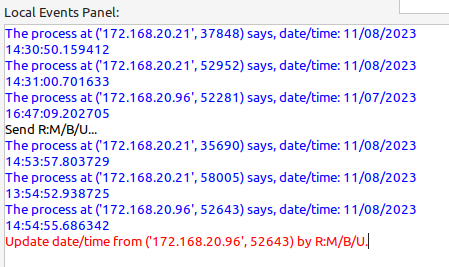 Local Events Panel:
The process at ('172.168.20.21', 37848) says, date/time: 11/08/2023
14:30:50.159412
The process at ('172.168.20.21', 52952) says, date/time: 11/08/2023
14:31:00.701633
The process at ('172.168.20.96', 52281) says, date/time: 11/07/2023
16:47:09.202705
Send R:M/B/U...
The process at ('172.168.20.21', 35690) says, date/time: 11/08/2023
14:53:57.803729
The process at ('172.168.20.21', 58005) says, date/time: 11/08/2023
13:54:52.938725
The process at ('172.168.20.96', 52643) says, date/time: 11/08/2023
14:54:55.686342
Update date/time from ('172.168.20.96', 52643) by R:M/B/U.